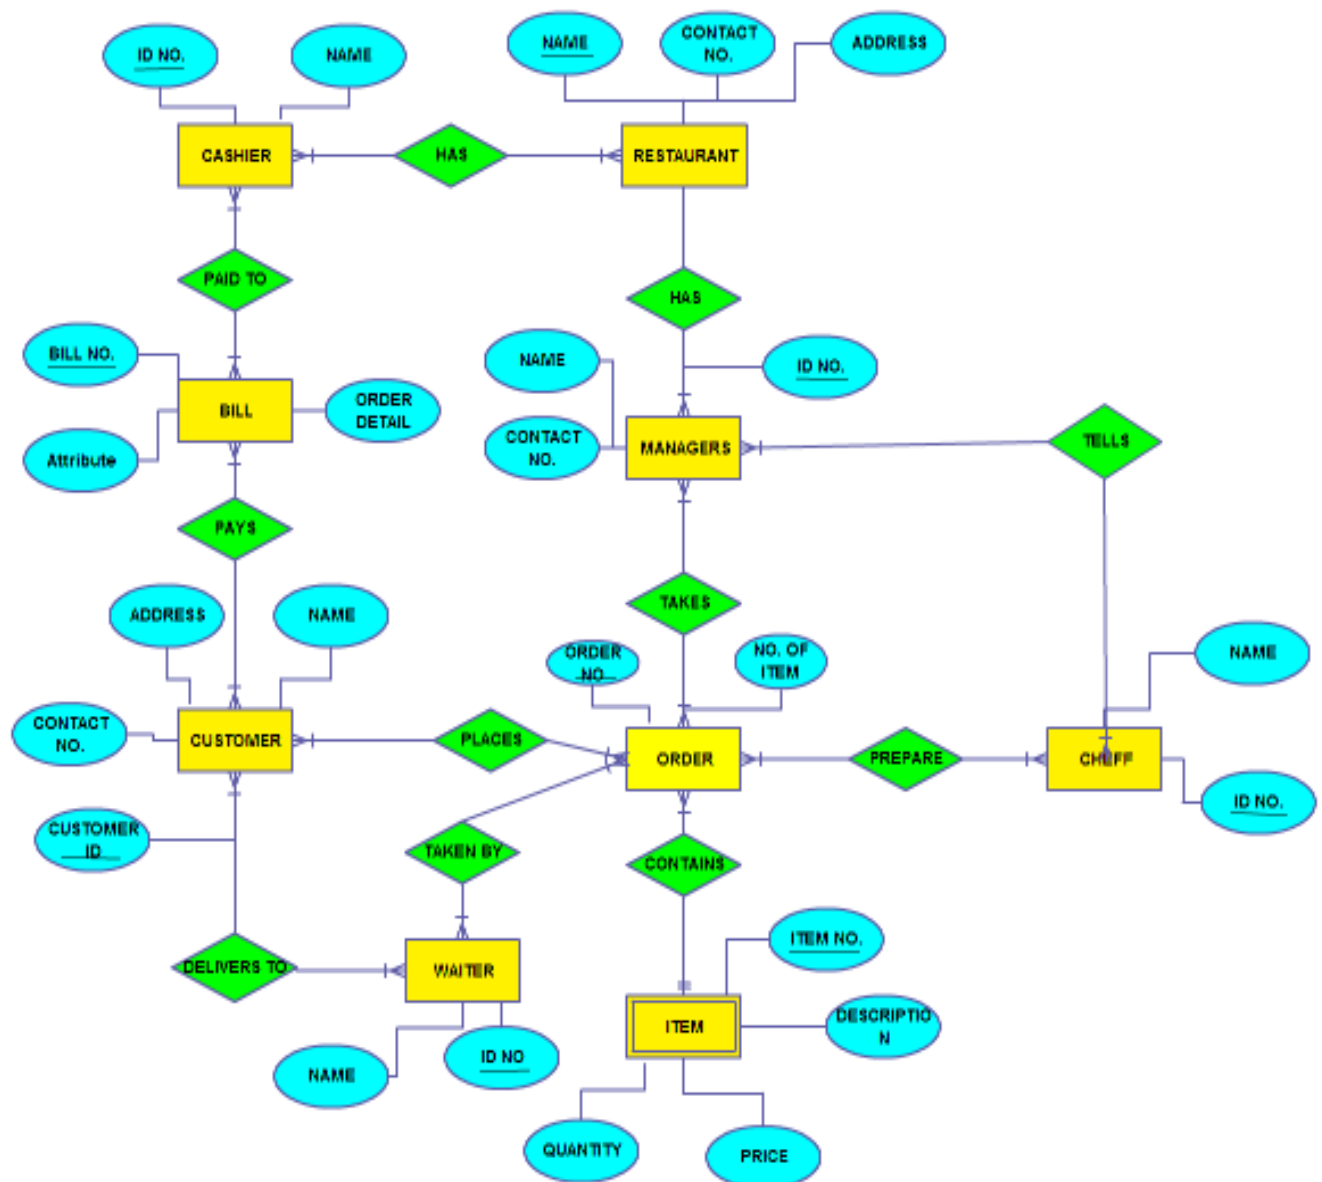 ID NO.
NAME
NAME
CONTACT
NO.
ADDRESS
CASHIER
HAS
RESTAURANT
PAID TO
HAS
BILL NO.
NAME
ID NO.
BILL
ORDER
DETAIL
Attribute
CONTACT
NO.
MANAGERS
TELLS
PAYS
ADDRESS
NAME
TAKES
ORDER
NO
NO. OF
ITEM
NAME
CONTACT
NO.
CUSTOMER
PLACES
ORDER
PREPARE
CHEFF
ID NO.
CUSTOMER
ID
TAKEN BY
CONTAINS
ITEM NO.
DELIVERS TO
WAITER
ITEM
DESCRIPTIO
N
NAME
ID NO
QUANTITY
PRICE